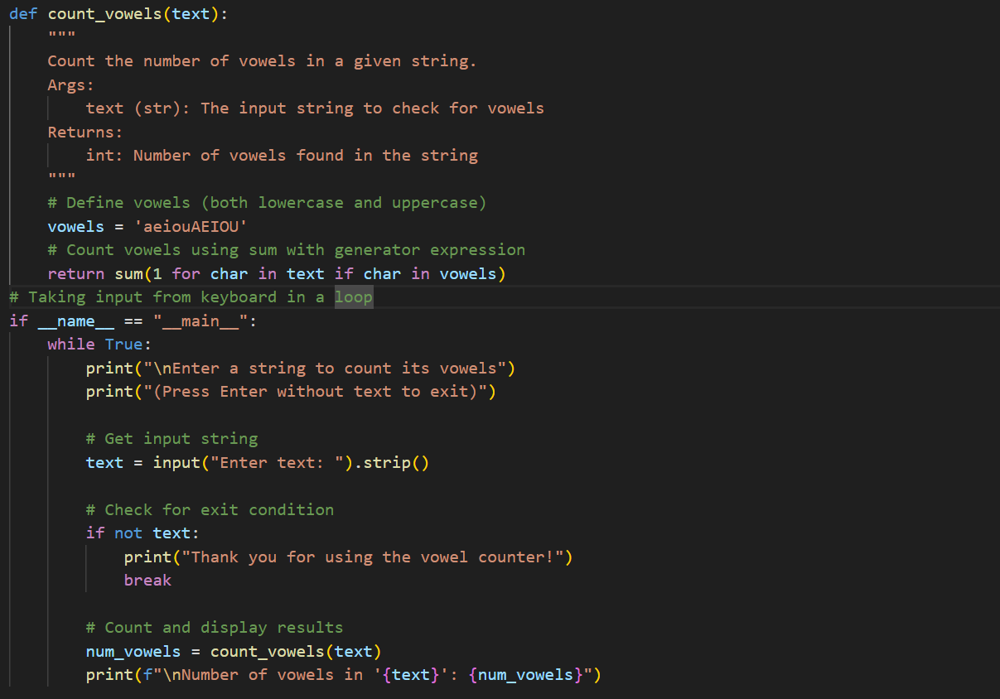 def count_vowels(text):
    """
    Count the number of vowels in a given string.
    Args:
        text (str): The input string to check for vowels
    Returns:
        int: Number of vowels found in the string
    """
    # Define vowels (both lowercase and uppercase)
    vowels = 'aeiouAEIOU'
    # Count vowels using sum with generator expression
    return sum(1 for char in text if char in vowels)
# Taking input from keyboard in a loop
if __name__ == "__main__":
    while True:
        print("\nEnter a string to count its vowels")
        print("(Press Enter without text to exit)")

        # Get input string
        text = input("Enter text: ").strip()

        # Check for exit condition
        if not text:
            print("Thank you for using the vowel counter!")
            break

        # Count and display results
        num_vowels = count_vowels(text)
        print(f"\nNumber of vowels in '{text}': {num_vowels}")